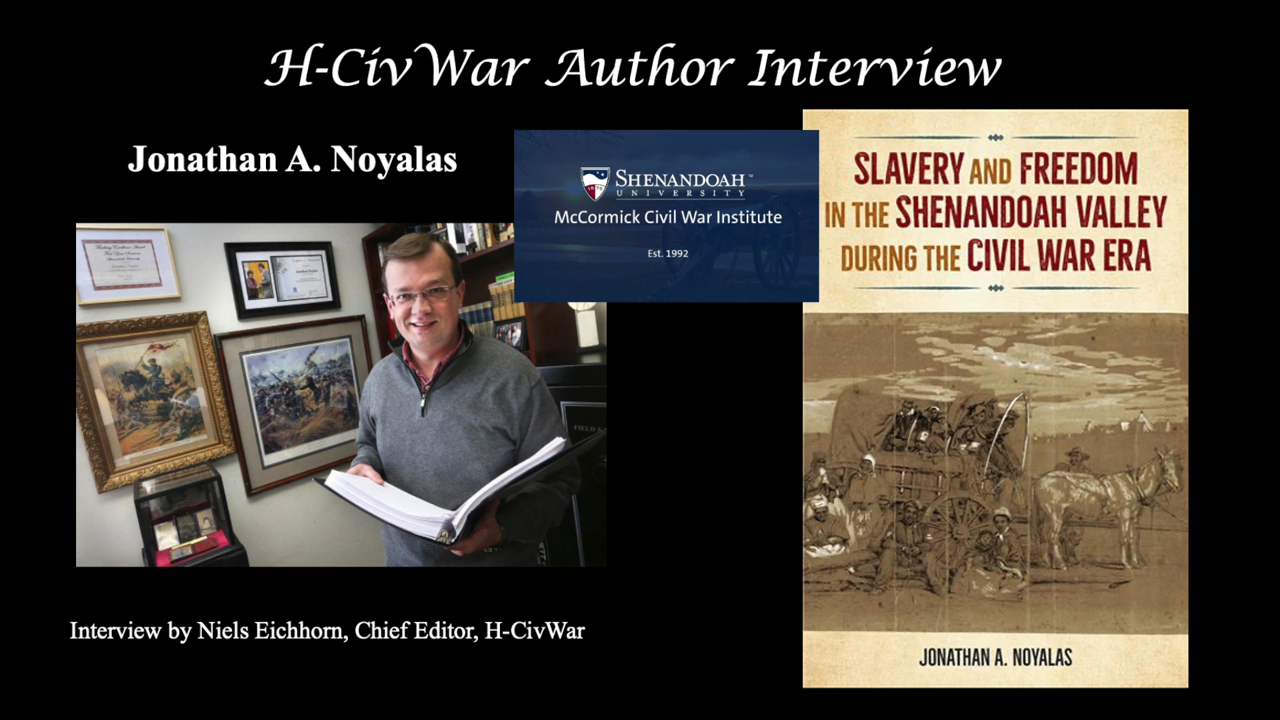 H-CivWar Author Interview
Jonathan A. Noyalas
SHENANDOAH™
UNIVERSITY
McCormick Civil War Institute
Est. 1992
SLAVERY AND FREEDOM
IN THE SHENANDOAH VALLEY
DURING THE CIVIL WAR ERA
JONATHAN A. NOYALAS
Interview by Niels Eichhorn, Chief Editor, H-CivWar